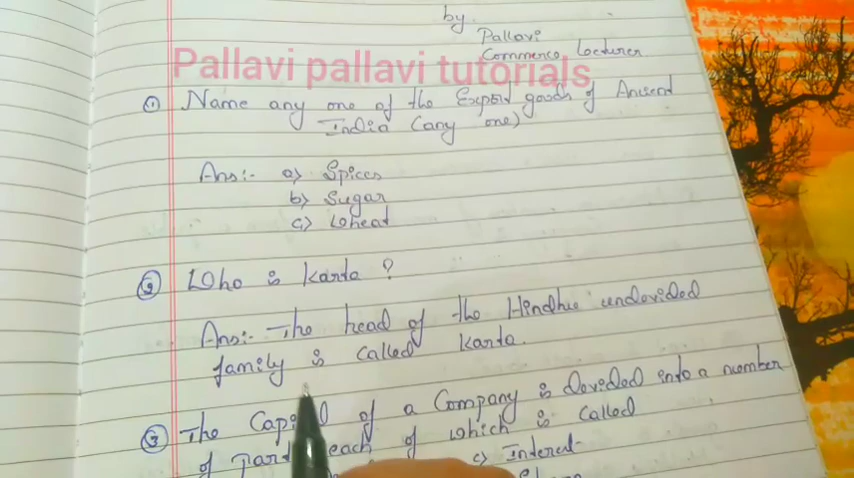 by
Pallavi
Commerce Lecturer
Pallavi pallavi tutorials
① Name any one of the Export goods of Ancient
India (any one)
Ans:- a) Spices
b) Sugar
c) Wheat
② Who is Karta ?
Ans:- The head of the Hindhu undevided
family is called Karta.
③ The Capital of a Company is devided into a number
of Parts each of which is called
c) Interest